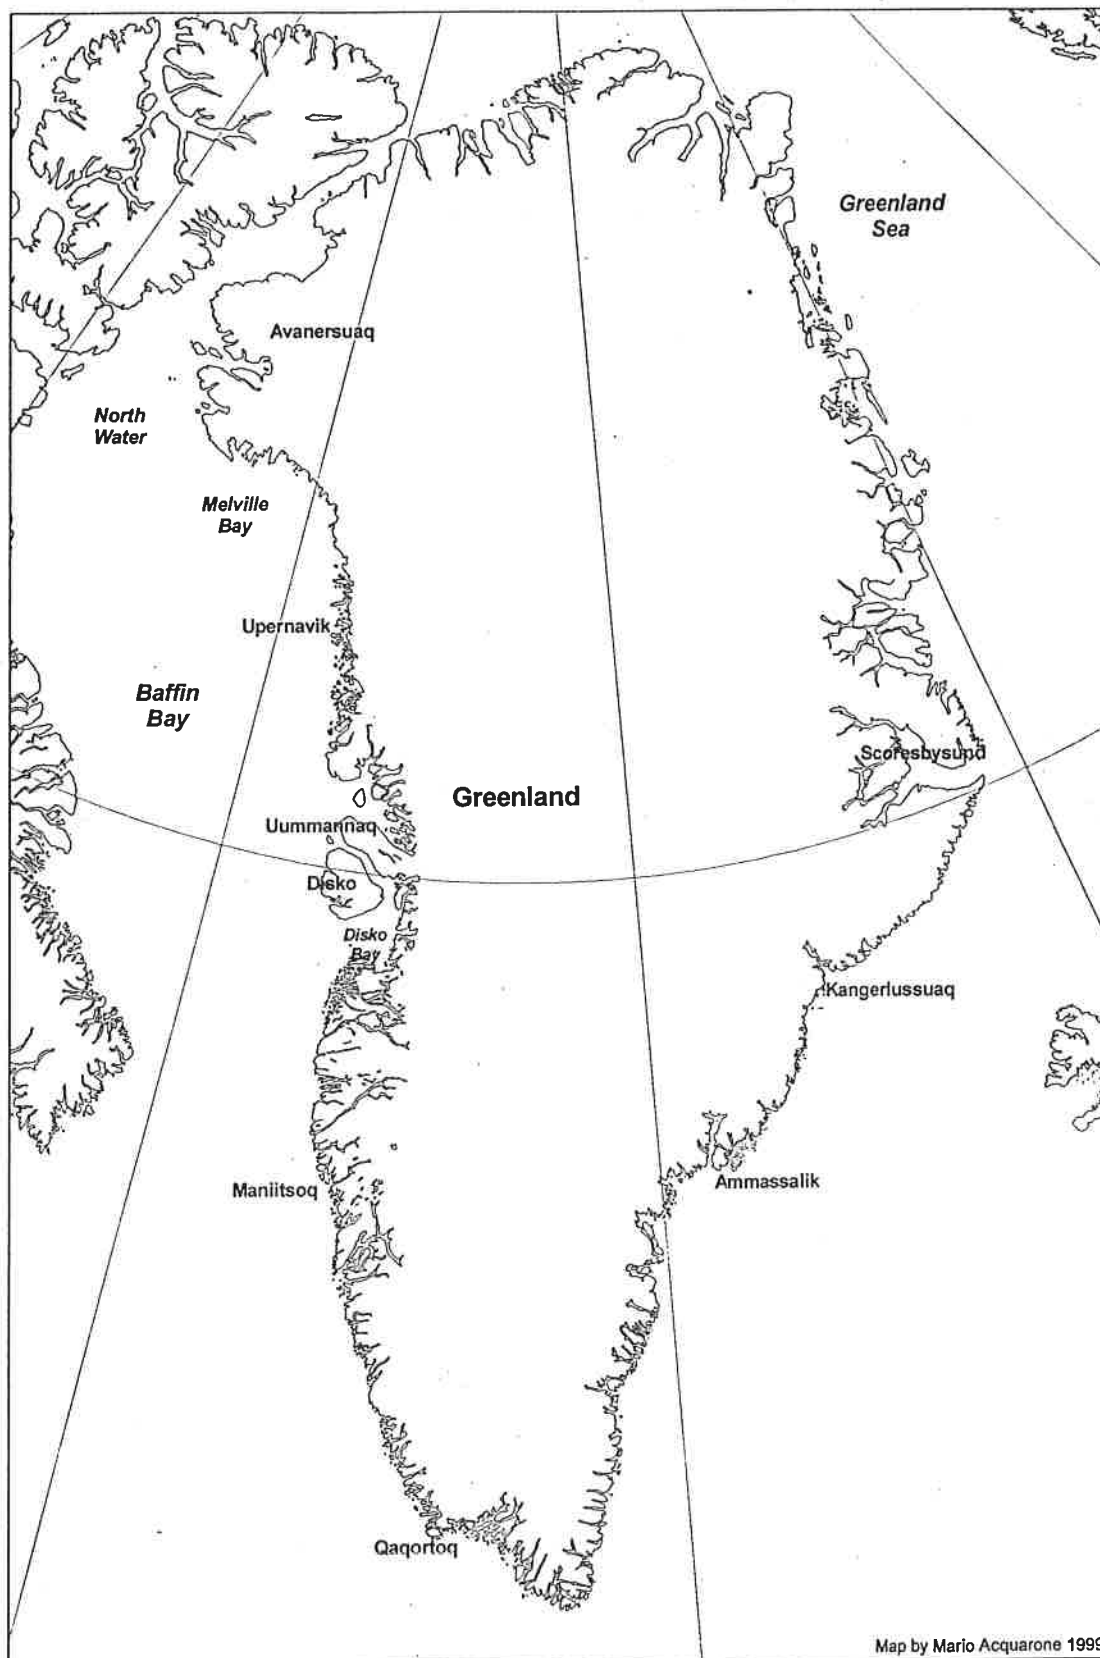 Greenland
Sea
Avanersuaq
North
Water
Melville
Bay
Upernavik
Baffin
Bay
Scoresbysund
Greenland
Uummannaq
Disko
Disko
Bay
Kangerlussuaq
Maniitsoq
Ammassalik
Qaqortoq
Map by Mario Acquarone 1999